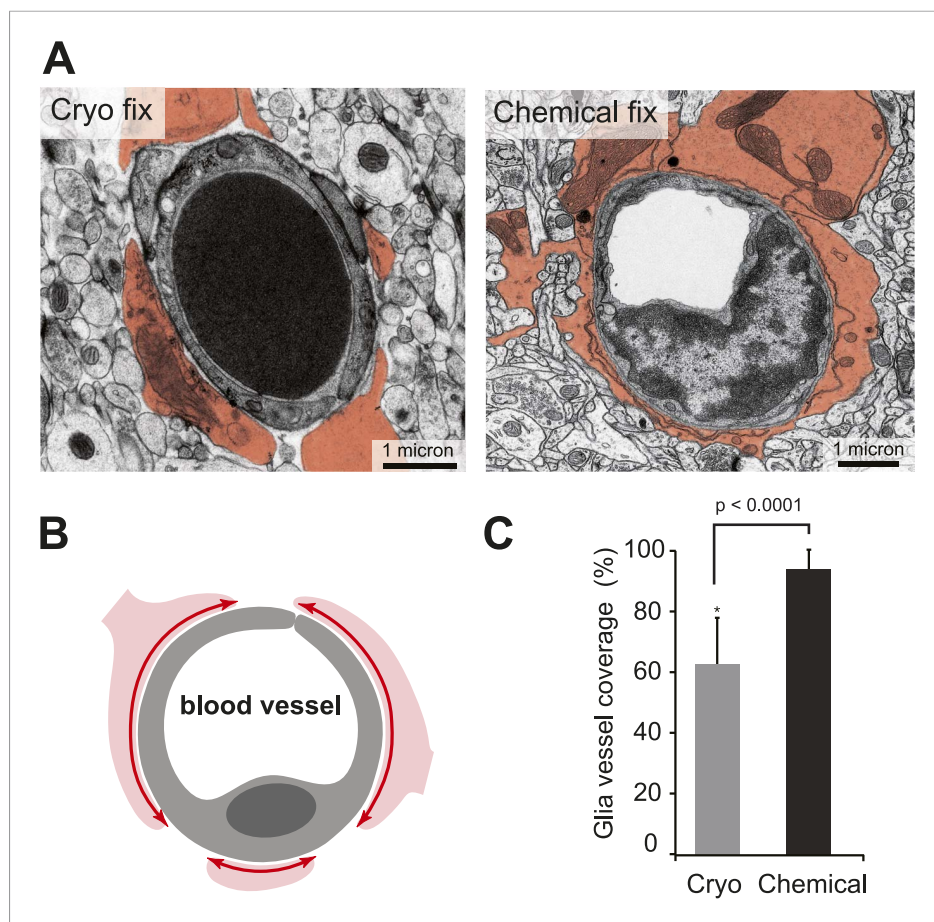 A
Cryo fix
Chemical fix
1 micron
1 micron
B
blood vessel
C
p < 0.0001
Glia vessel coverage (%)
100
80
60
40
20
0
*
Cryo
Chemical